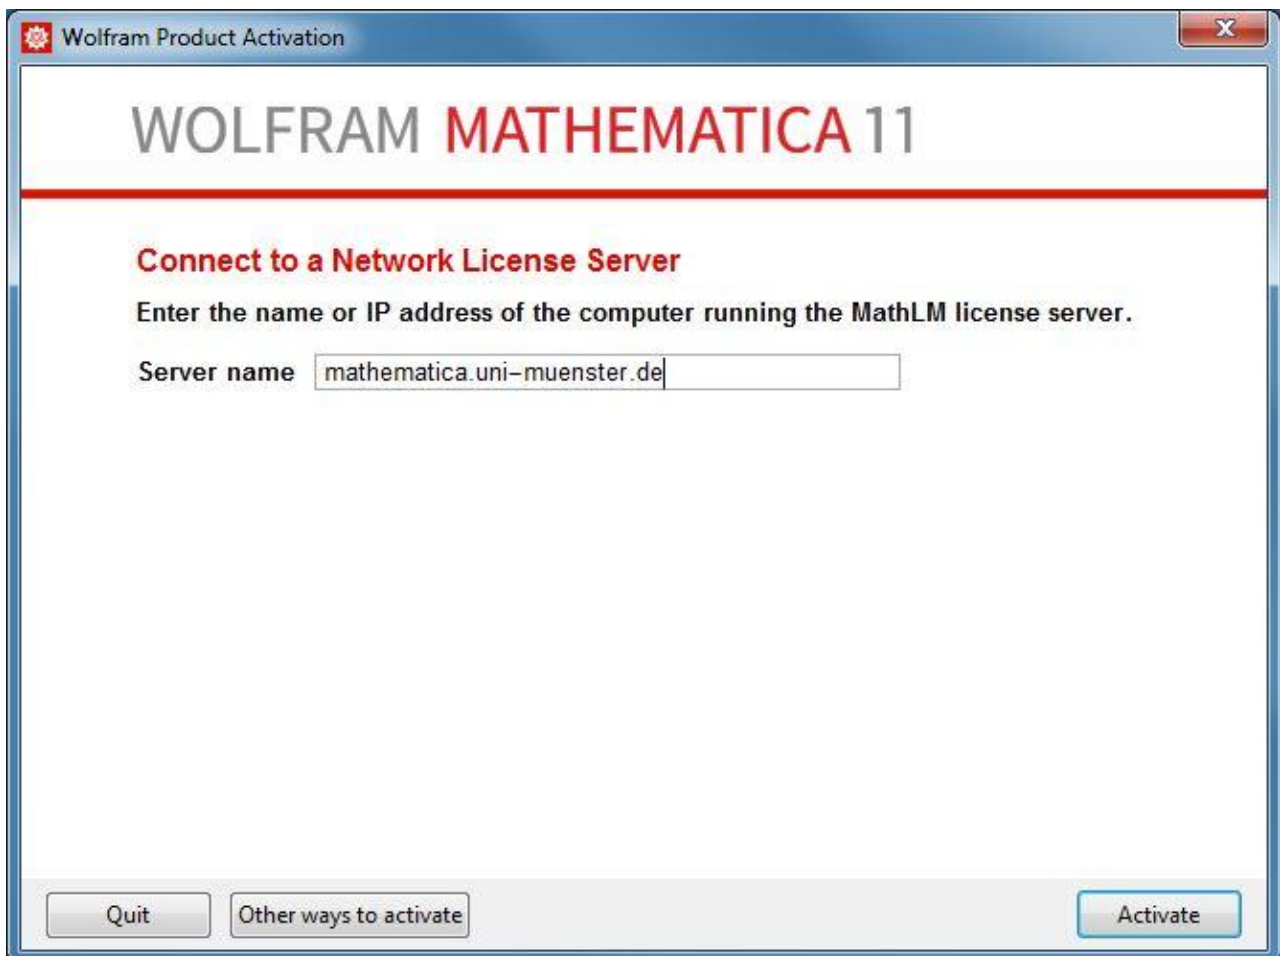 Wolfram Product Activation
WOLFRAM MATHEMATICA 11
Connect to a Network License Server
Enter the name or IP address of the computer running the MathLM license server.
Server name mathematica.uni-muenster.de
Quit Other ways to activate Activate